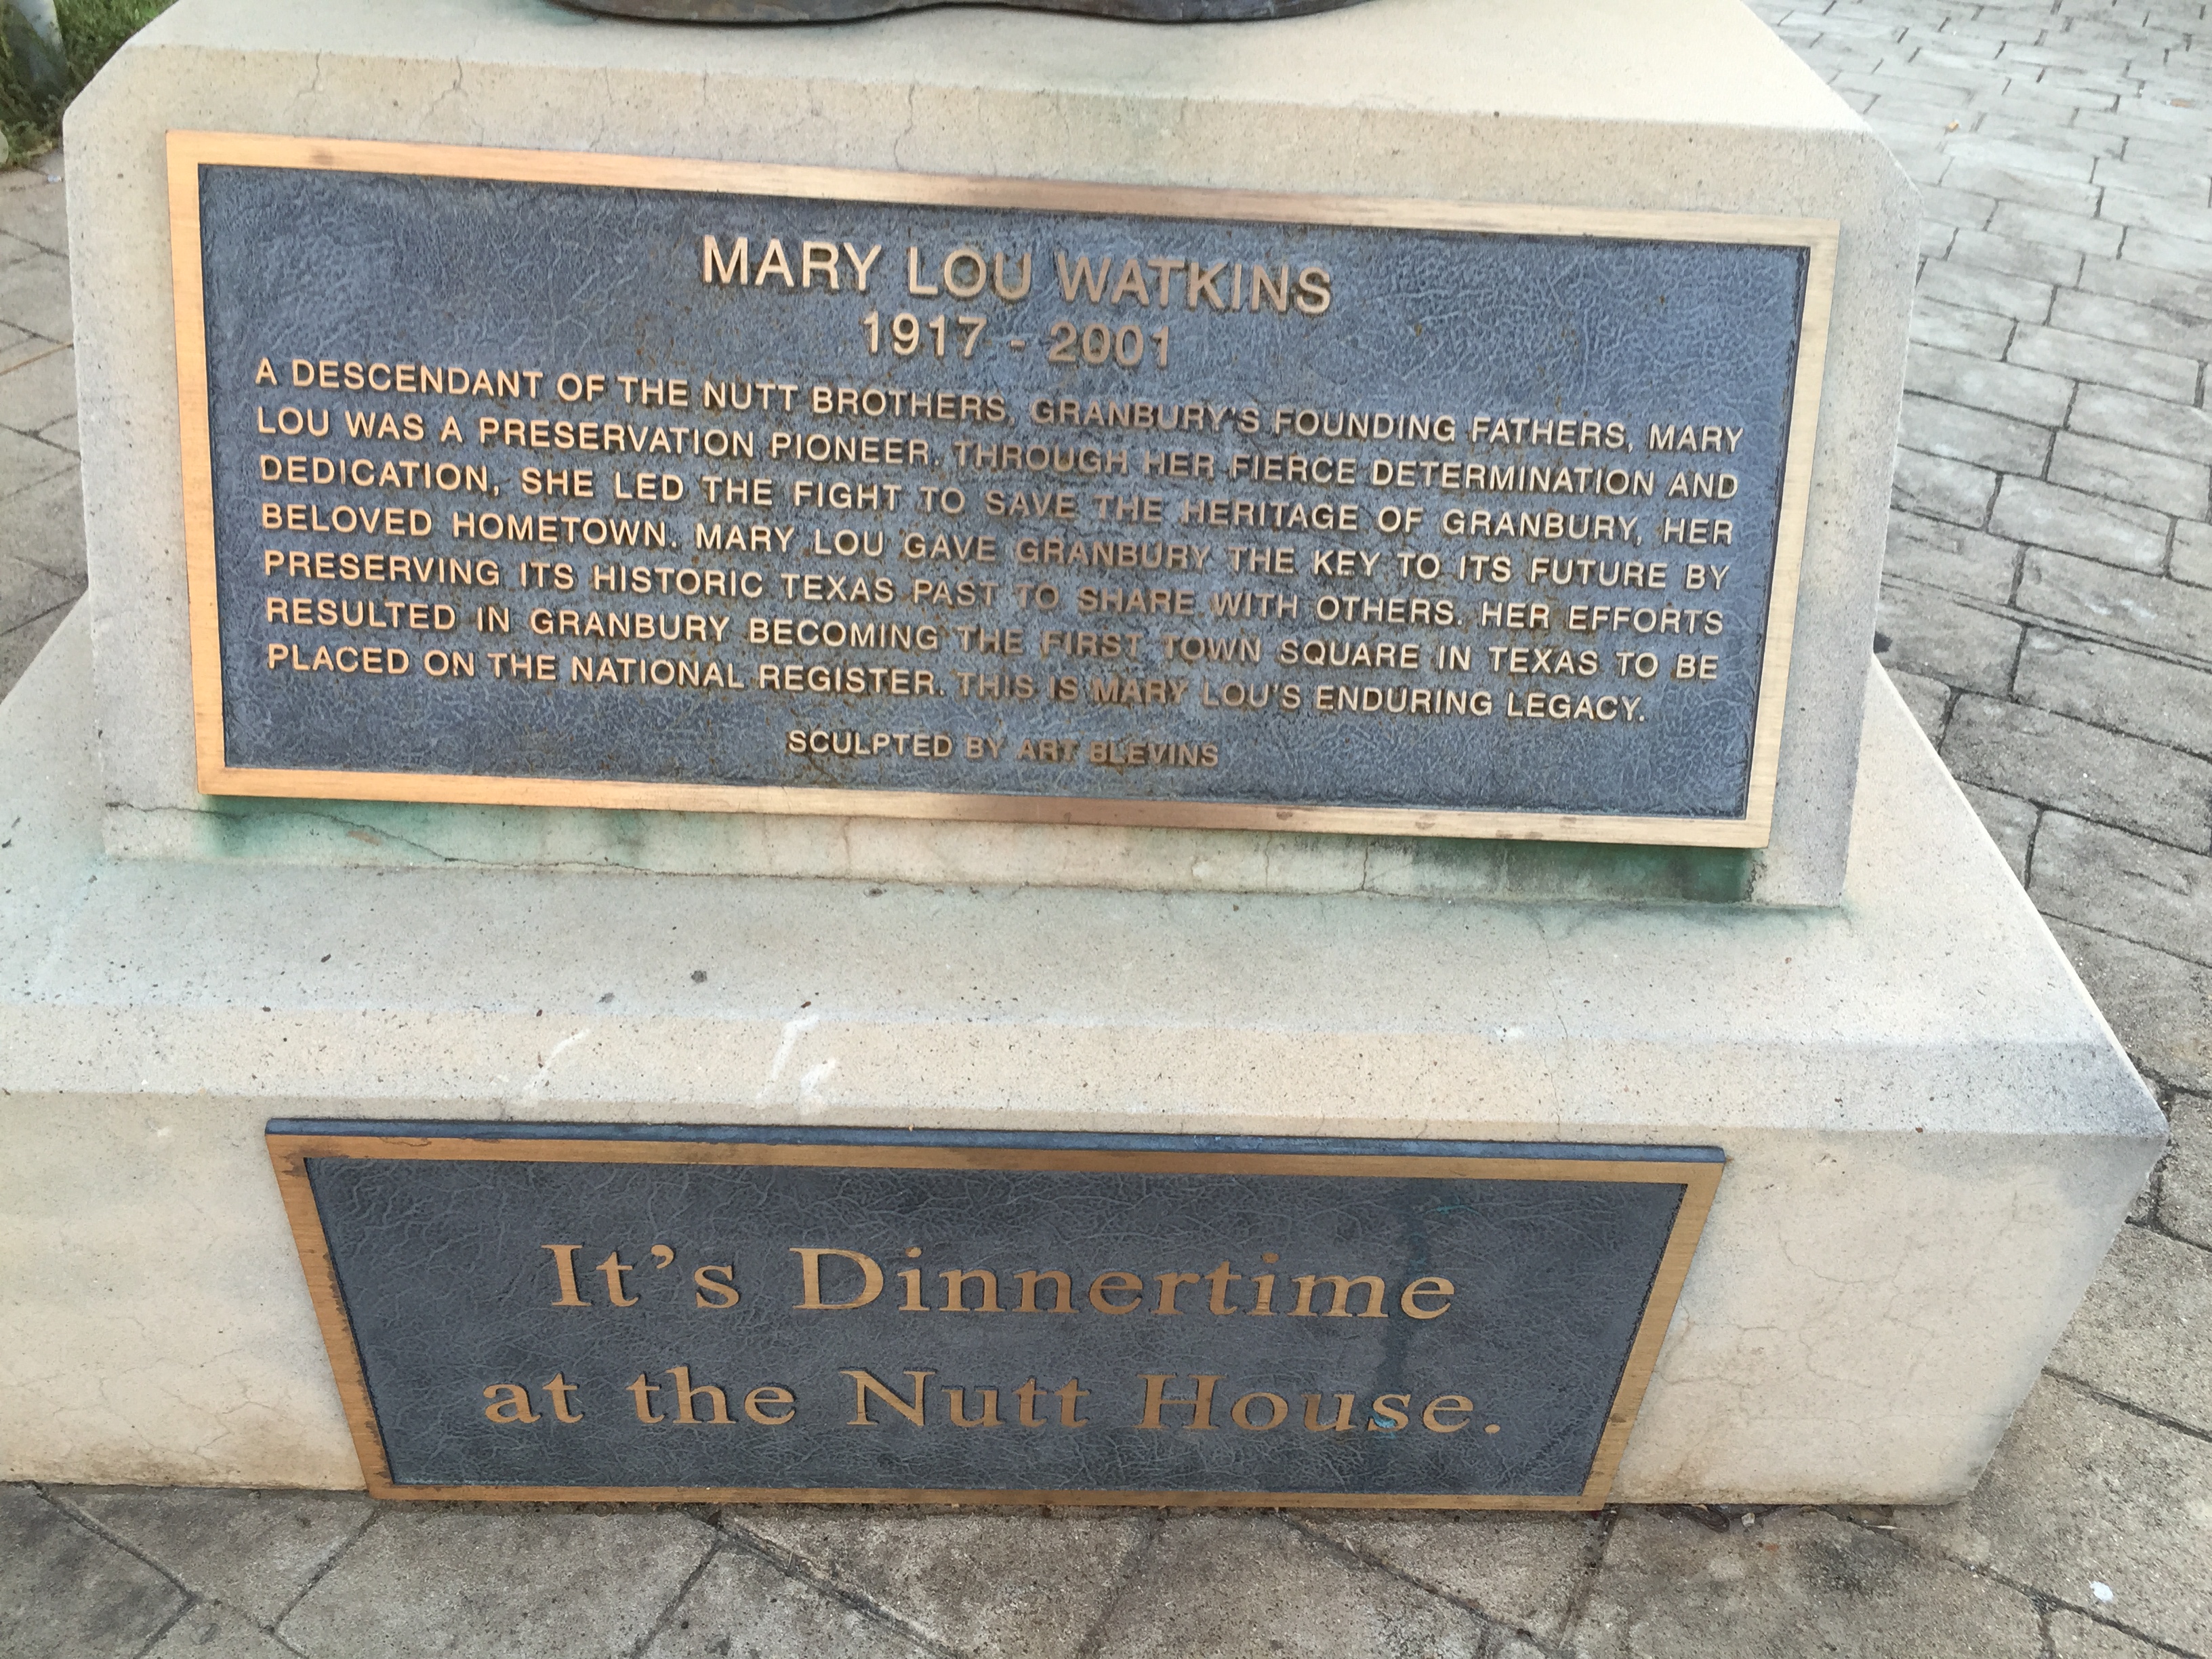 MARY LOU WATKINS
1917 - 2001
A DESCENDANT OF THE NUTT BROTHERS, GRANBURY'S FOUNDING FATHERS, MARY
LOU WAS A PRESERVATION PIONEER. THROUGH HER FIERCE DETERMINATION AND
DEDICATION, SHE LED THE FIGHT TO SAVE THE HERITAGE OF GRANBURY, HER
BELOVED HOMETOWN. MARY LOU GAVE GRANBURY THE KEY TO ITS FUTURE BY
PRESERVING ITS HISTORIC TEXAS PAST TO SHARE WITH OTHERS. HER EFFORTS
RESULTED IN GRANBURY BECOMING THE FIRST TOWN SQUARE IN TEXAS TO BE
PLACED ON THE NATIONAL REGISTER. THIS IS MARY LOU'S ENDURING LEGACY.
SCULPTED BY ART BLEVINS
It's Dinnertime
at the Nutt House.